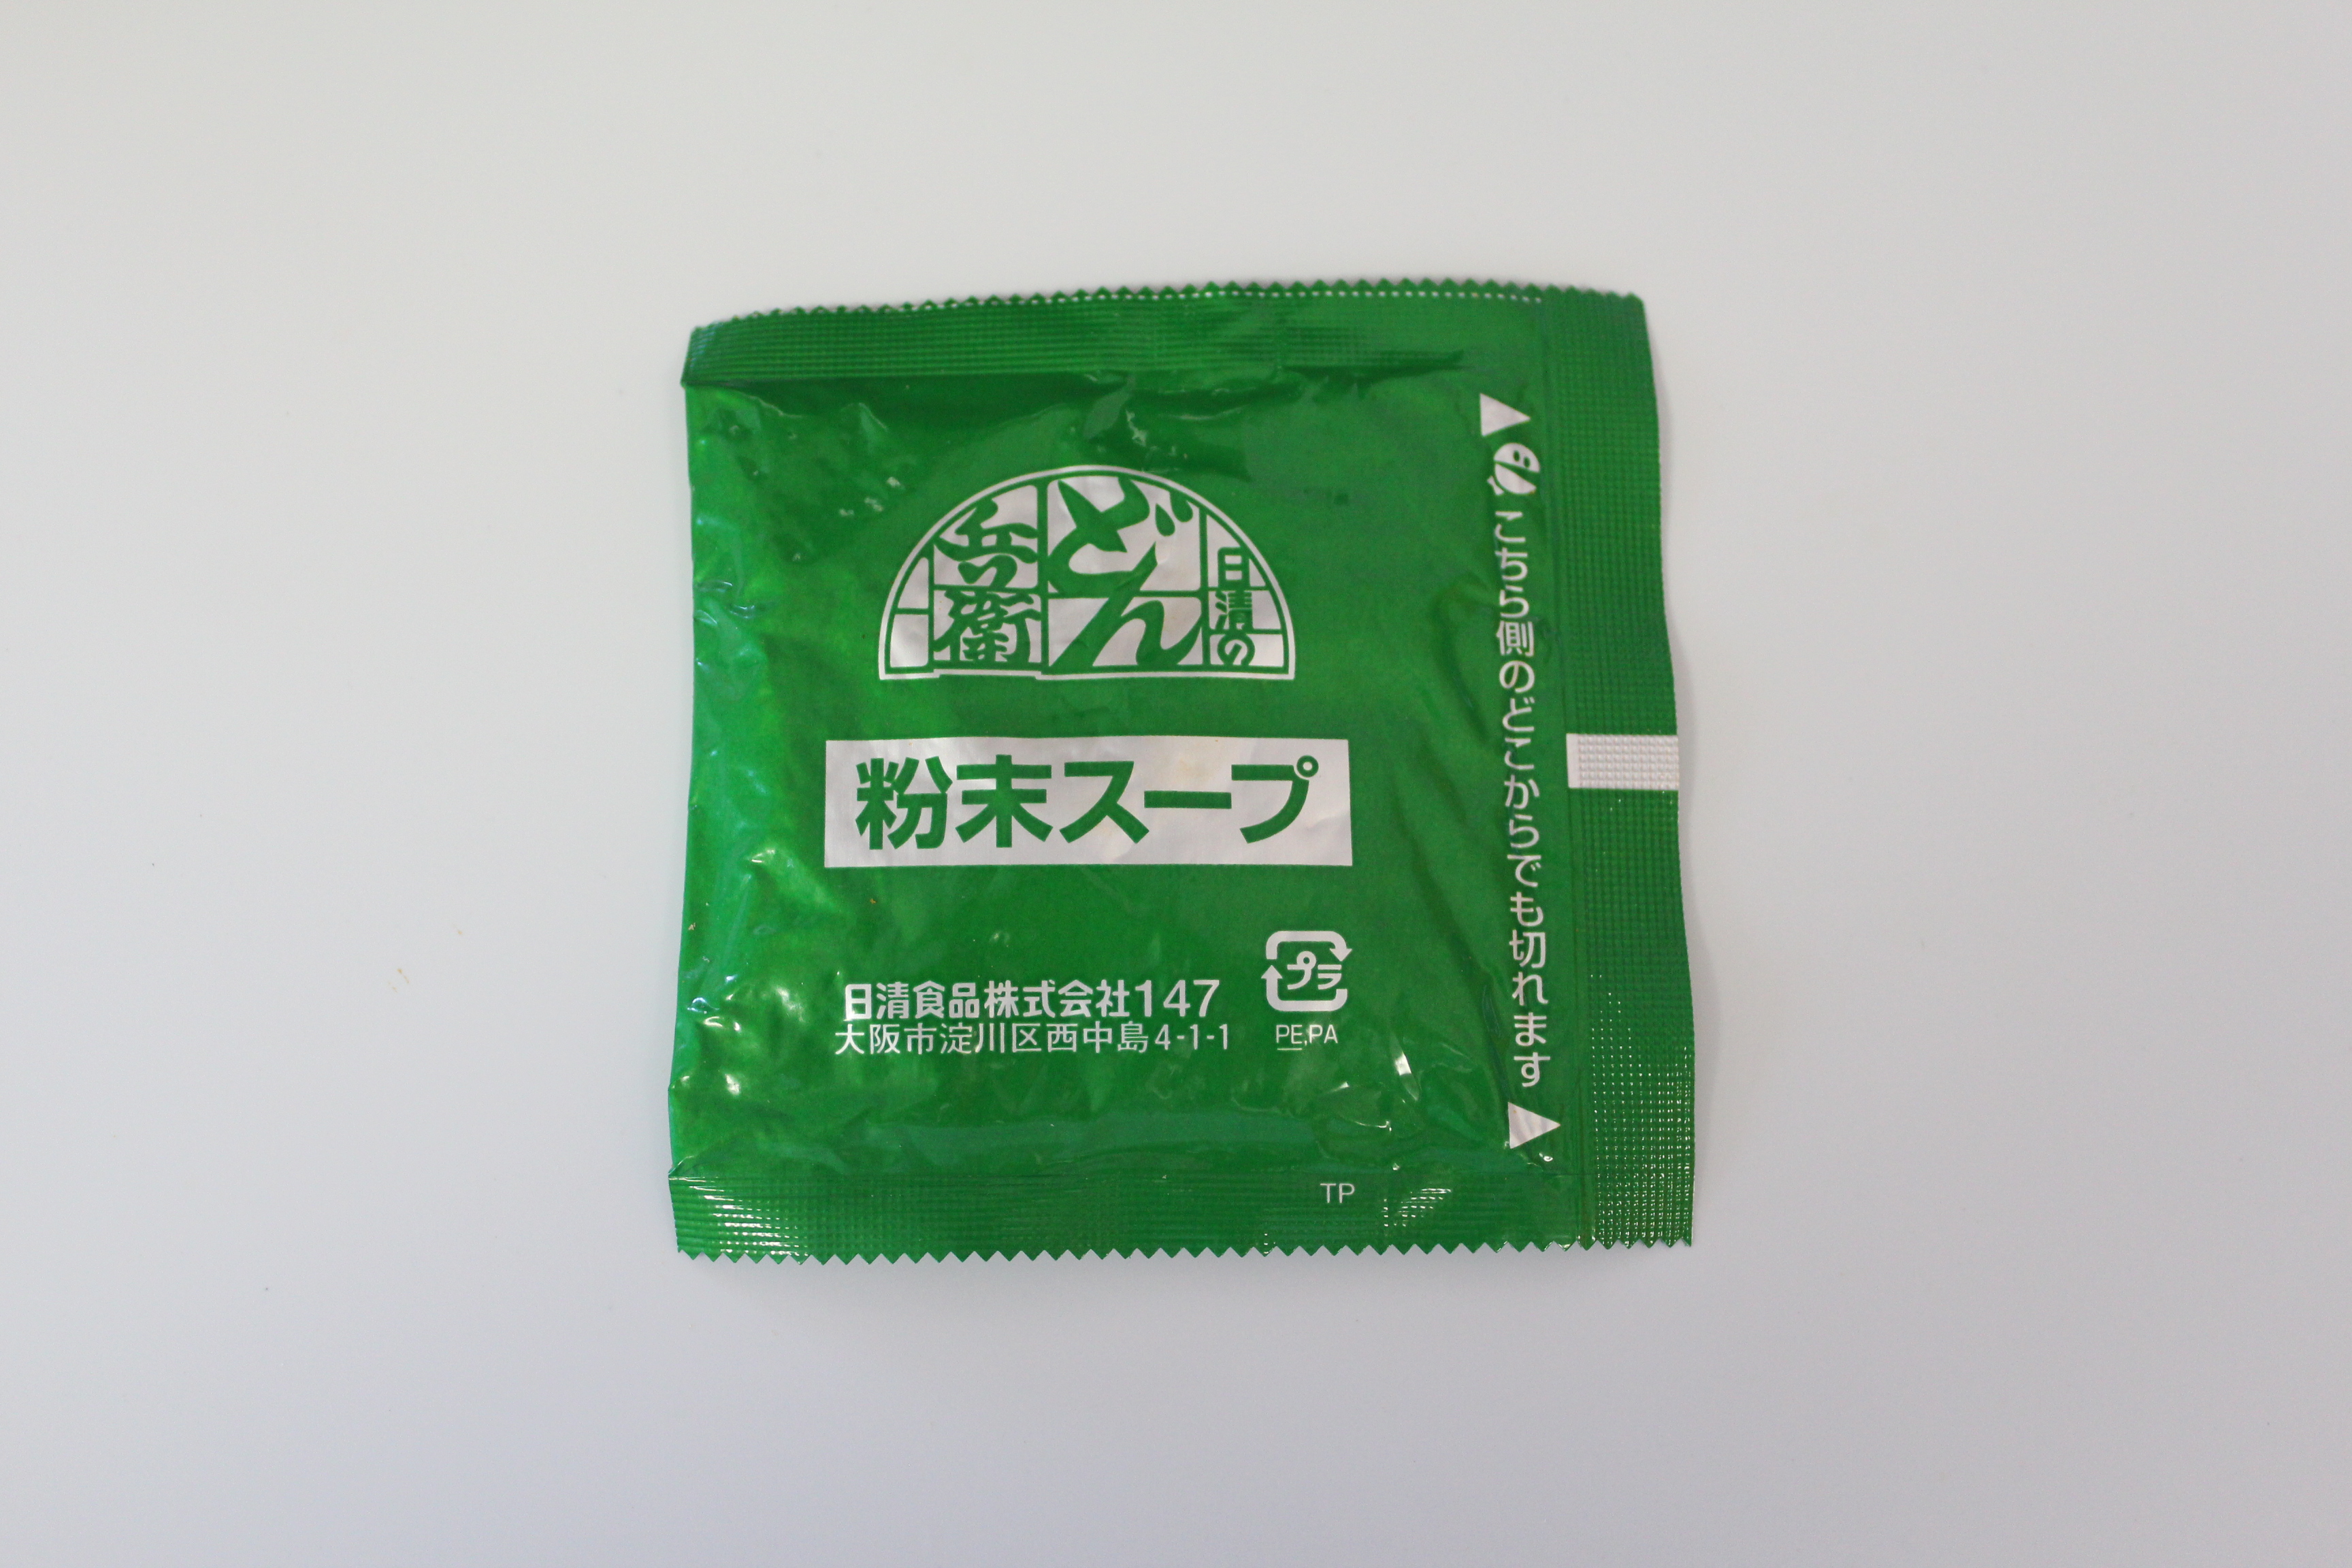 日清の
どん
兵衛
粉末スープ
日清食品株式会社147
大阪市淀川区西中島4-1-1
プラ
PE,PA
こちら側のどこからでも切れます
TP